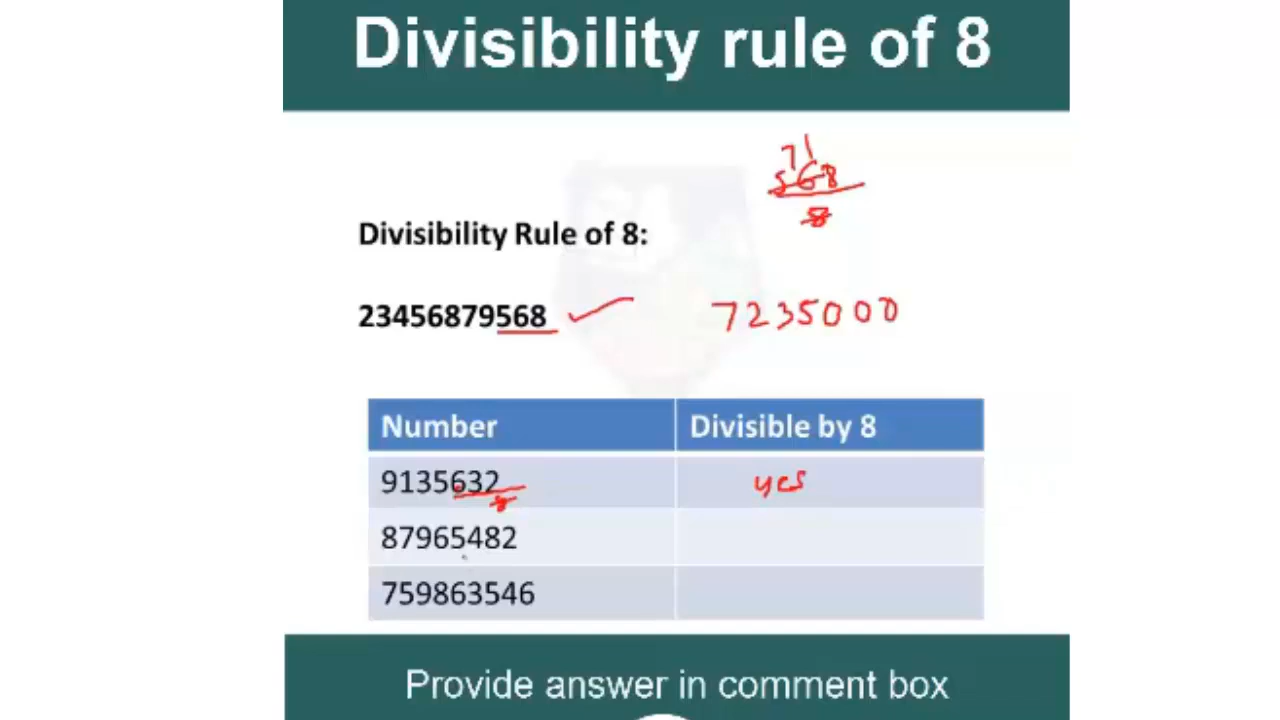 Divisibility rule of 8
71
568
8
Divisibility Rule of 8:
23456879568 7235000
Number Divisible by 8
9135632 yes
8
87965482
759863546
Provide answer in comment box